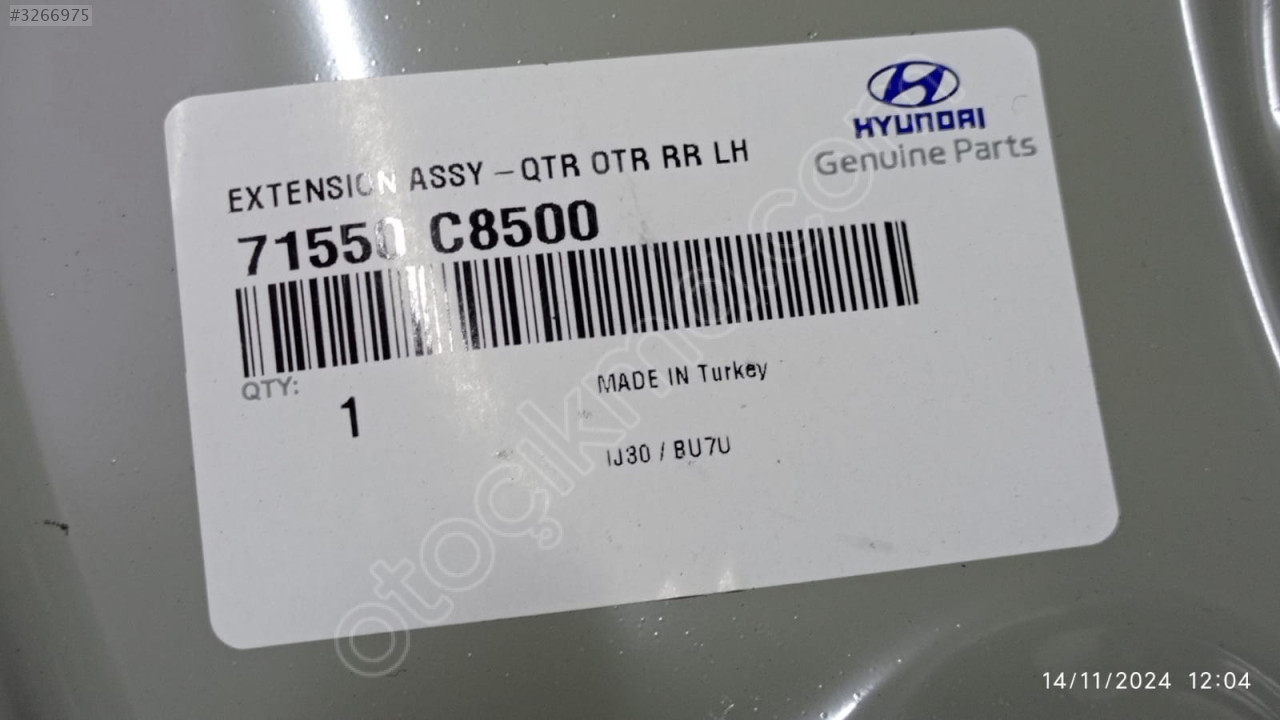 #3266975
HYUNDAI
Genuine Parts
EXTENSION ASSY – QTR OTR RR LH
71550 C8500
QTY:
1
MADE IN Turkey
IJ30 / BU7U
otoçıkma.com
14/11/2024 12:04